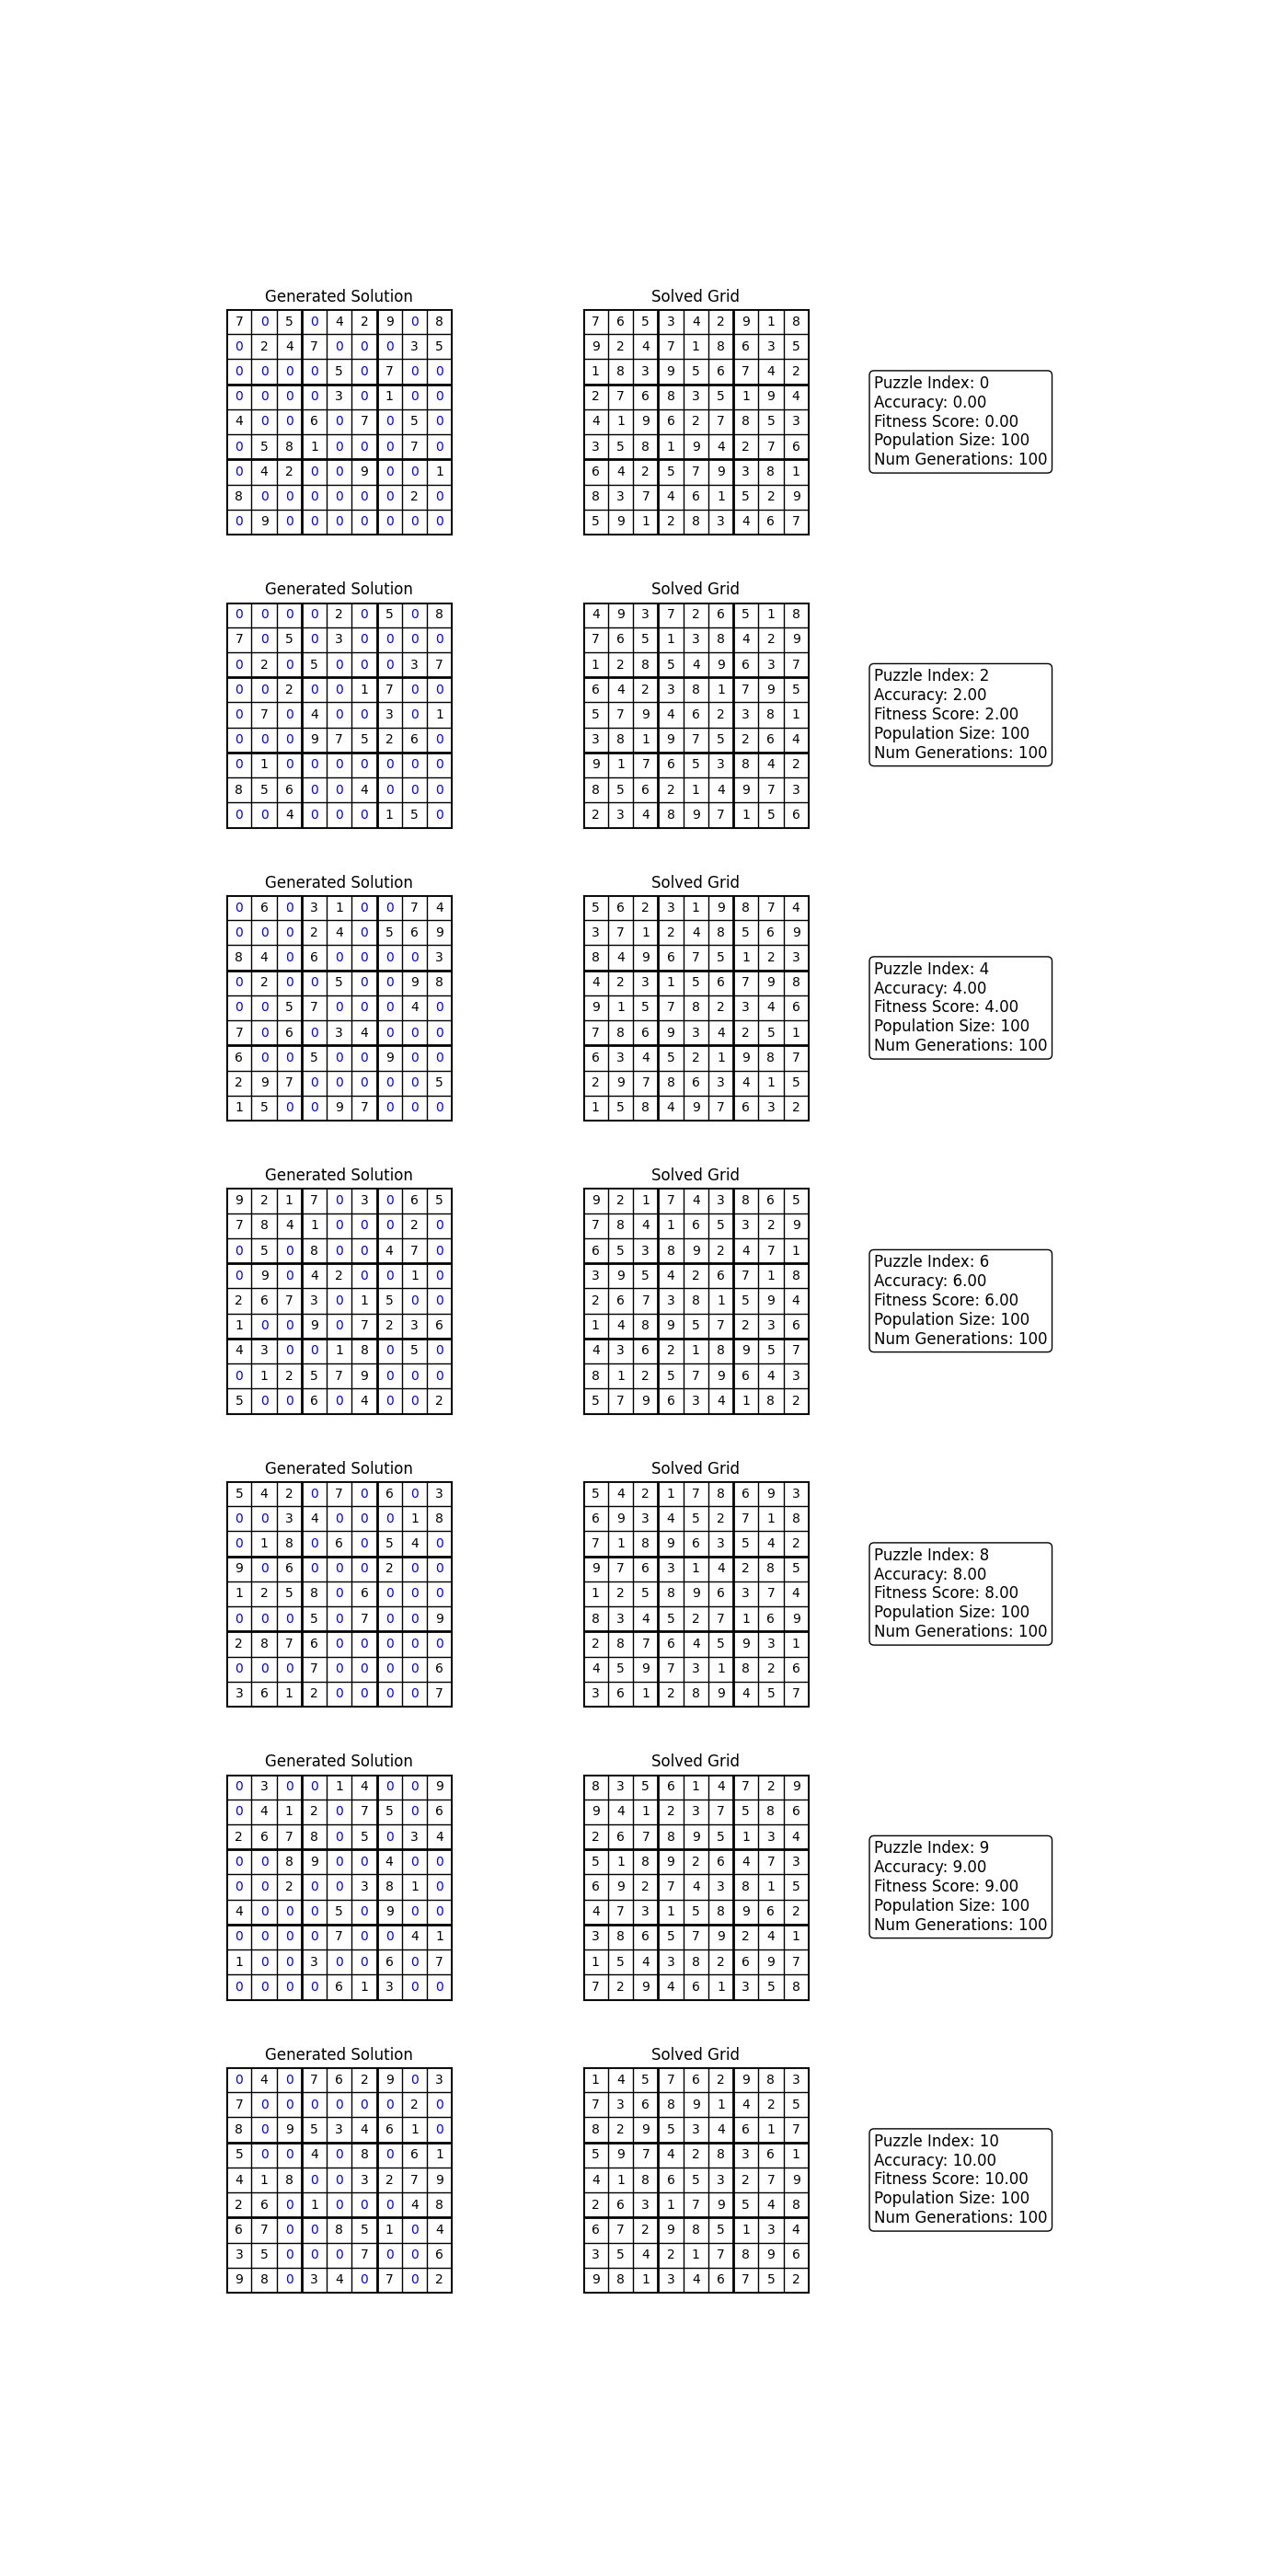 Generated Solution Solved Grid
7 0 5 0 4 2 9 0 8 7 6 5 3 4 2 9 1 8
0 2 4 7 0 0 0 3 5 9 2 4 7 1 8 6 3 5
0 0 0 0 5 0 7 0 0 1 8 3 9 5 6 7 4 2
0 0 0 0 3 0 1 0 0 2 7 6 8 3 5 1 9 4
4 0 0 6 0 7 0 5 0 4 1 9 6 2 7 8 5 3
0 5 8 1 0 0 0 7 0 3 5 8 1 9 4 2 7 6
0 4 2 0 0 9 0 0 1 6 4 2 5 7 9 3 8 1
8 0 0 0 0 0 0 2 0 8 3 7 4 6 1 5 2 9
0 9 0 0 0 0 0 0 0 5 9 1 2 8 3 4 6 7
Puzzle Index: 0
Accuracy: 0.00
Fitness Score: 0.00
Population Size: 100
Num Generations: 100
Generated Solution Solved Grid
0 0 0 0 2 0 5 0 8 4 9 3 7 2 6 5 1 8
7 0 5 0 3 0 0 0 0 7 6 5 1 3 8 4 2 9
0 2 0 5 0 0 0 3 7 1 2 8 5 4 9 6 3 7
0 0 2 0 0 1 7 0 0 6 4 2 3 8 1 7 9 5
0 7 0 4 0 0 3 0 1 5 7 9 4 6 2 3 8 1
0 0 0 9 7 5 2 6 0 3 8 1 9 7 5 2 6 4
0 1 0 0 0 0 0 0 0 9 1 7 6 5 3 8 4 2
8 5 6 0 0 4 0 0 0 8 5 6 2 1 4 9 7 3
0 0 4 0 0 0 1 5 0 2 3 4 8 9 7 1 5 6
Puzzle Index: 2
Accuracy: 2.00
Fitness Score: 2.00
Population Size: 100
Num Generations: 100
Generated Solution Solved Grid
0 6 0 3 1 0 0 7 4 5 6 2 3 1 9 8 7 4
0 0 0 2 4 0 5 6 9 3 7 1 2 4 8 5 6 9
8 4 0 6 0 0 0 0 3 8 4 9 6 7 5 1 2 3
0 2 0 0 5 0 0 9 8 4 2 3 1 5 6 7 9 8
0 0 5 7 0 0 0 4 0 9 1 5 7 8 2 3 4 6
7 0 6 0 3 4 0 0 0 7 8 6 9 3 4 2 5 1
6 0 0 5 0 0 9 0 0 6 3 4 5 2 1 9 8 7
2 9 7 0 0 0 0 0 5 2 9 7 8 6 3 4 1 5
1 5 0 0 9 7 0 0 0 1 5 8 4 9 7 6 3 2
Puzzle Index: 4
Accuracy: 4.00
Fitness Score: 4.00
Population Size: 100
Num Generations: 100
Generated Solution Solved Grid
9 2 1 7 0 3 0 6 5 9 2 1 7 4 3 8 6 5
7 8 4 1 0 0 0 2 0 7 8 4 1 6 5 3 2 9
0 5 0 8 0 0 4 7 0 6 5 3 8 9 2 4 7 1
0 9 0 4 2 0 0 1 0 3 9 5 4 2 6 7 1 8
2 6 7 3 0 1 5 0 0 2 6 7 3 8 1 5 9 4
1 0 0 9 0 7 2 3 6 1 4 8 9 5 7 2 3 6
4 3 0 0 1 8 0 5 0 4 3 6 2 1 8 9 5 7
0 1 2 5 7 9 0 0 0 8 1 2 5 7 9 6 4 3
5 0 0 6 0 4 0 0 2 5 7 9 6 3 4 1 8 2
Puzzle Index: 6
Accuracy: 6.00
Fitness Score: 6.00
Population Size: 100
Num Generations: 100
Generated Solution Solved Grid
5 4 2 0 7 0 6 0 3 5 4 2 1 7 8 6 9 3
0 0 3 4 0 0 0 1 8 6 9 3 4 5 2 7 1 8
0 1 8 0 6 0 5 4 0 7 1 8 9 6 3 5 4 2
9 0 6 0 0 0 2 0 0 9 7 6 3 1 4 2 8 5
1 2 5 8 0 6 0 0 0 1 2 5 8 9 6 3 7 4
0 0 0 5 0 7 0 0 9 8 3 4 5 2 7 1 6 9
2 8 7 6 0 0 0 0 0 2 8 7 6 4 5 9 3 1
0 0 0 7 0 0 0 0 6 4 5 9 7 3 1 8 2 6
3 6 1 2 0 0 0 0 7 3 6 1 2 8 9 4 5 7
Puzzle Index: 8
Accuracy: 8.00
Fitness Score: 8.00
Population Size: 100
Num Generations: 100
Generated Solution Solved Grid
0 3 0 0 1 4 0 0 9 8 3 5 6 1 4 7 2 9
0 4 1 2 0 7 5 0 6 9 4 1 2 3 7 5 8 6
2 6 7 8 0 5 0 3 4 2 6 7 8 9 5 1 3 4
0 0 8 9 0 0 4 0 0 5 1 8 9 2 6 4 7 3
0 0 2 0 0 3 8 1 0 6 9 2 7 4 3 8 1 5
4 0 0 0 5 0 9 0 0 4 7 3 1 5 8 9 6 2
0 0 0 0 7 0 0 4 1 3 8 6 5 7 9 2 4 1
1 0 0 3 0 0 6 0 7 1 5 4 3 8 2 6 9 7
0 0 0 0 6 1 3 0 0 7 2 9 4 6 1 3 5 8
Puzzle Index: 9
Accuracy: 9.00
Fitness Score: 9.00
Population Size: 100
Num Generations: 100
Generated Solution Solved Grid
0 4 0 7 6 2 9 0 3 1 4 5 7 6 2 9 8 3
7 0 0 0 0 0 0 2 0 7 3 6 8 9 1 4 2 5
8 0 9 5 3 4 6 1 0 8 2 9 5 3 4 6 1 7
5 0 0 4 0 8 0 6 1 5 9 7 4 2 8 3 6 1
4 1 8 0 0 3 2 7 9 4 1 8 6 5 3 2 7 9
2 6 0 1 0 0 0 4 8 2 6 3 1 7 9 5 4 8
6 7 0 0 8 5 1 0 4 6 7 2 9 8 5 1 3 4
3 5 0 0 0 7 0 0 6 3 5 4 2 1 7 8 9 6
9 8 0 3 4 0 7 0 2 9 8 1 3 4 6 7 5 2
Puzzle Index: 10
Accuracy: 10.00
Fitness Score: 10.00
Population Size: 100
Num Generations: 100